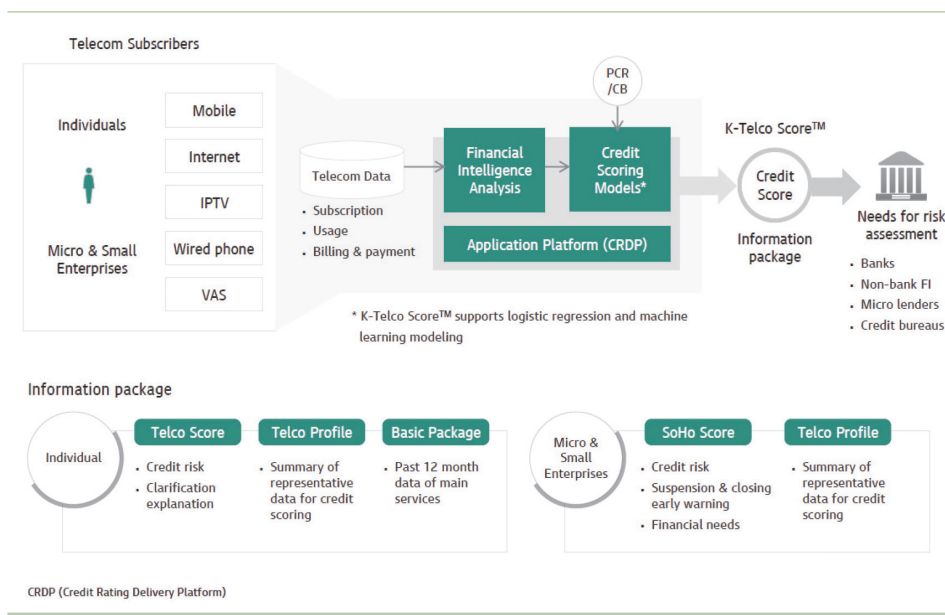 Telecom Subscribers
Individuals
Micro & Small
Enterprises
Mobile
Internet
IPTV
Wired phone
VAS
Telecom Data
• Subscription
• Usage
• Billing & payment
Financial
Intelligence
Analysis
PCR
/CB
Credit
Scoring
Models*
Application Platform (CRDP)
* K-Telco Score™ supports logistic regression and machine
learning modeling
K-Telco Score™
Credit
Score
Information
package
Needs for risk
assessment
• Banks
• Non-bank FI
• Micro lenders
• Credit bureaus
Information package
Individual
Telco Score
• Credit risk
• Clarification
explanation
Telco Profile
• Summary of
representative
data for credit
scoring
Basic Package
• Past 12 month
data of main
services
Micro &
Small
Enterprises
SoHo Score
• Credit risk
• Suspension & closing
early warning
• Financial needs
Telco Profile
• Summary of
representative
data for credit
scoring
CRDP (Credit Rating Delivery Platform)